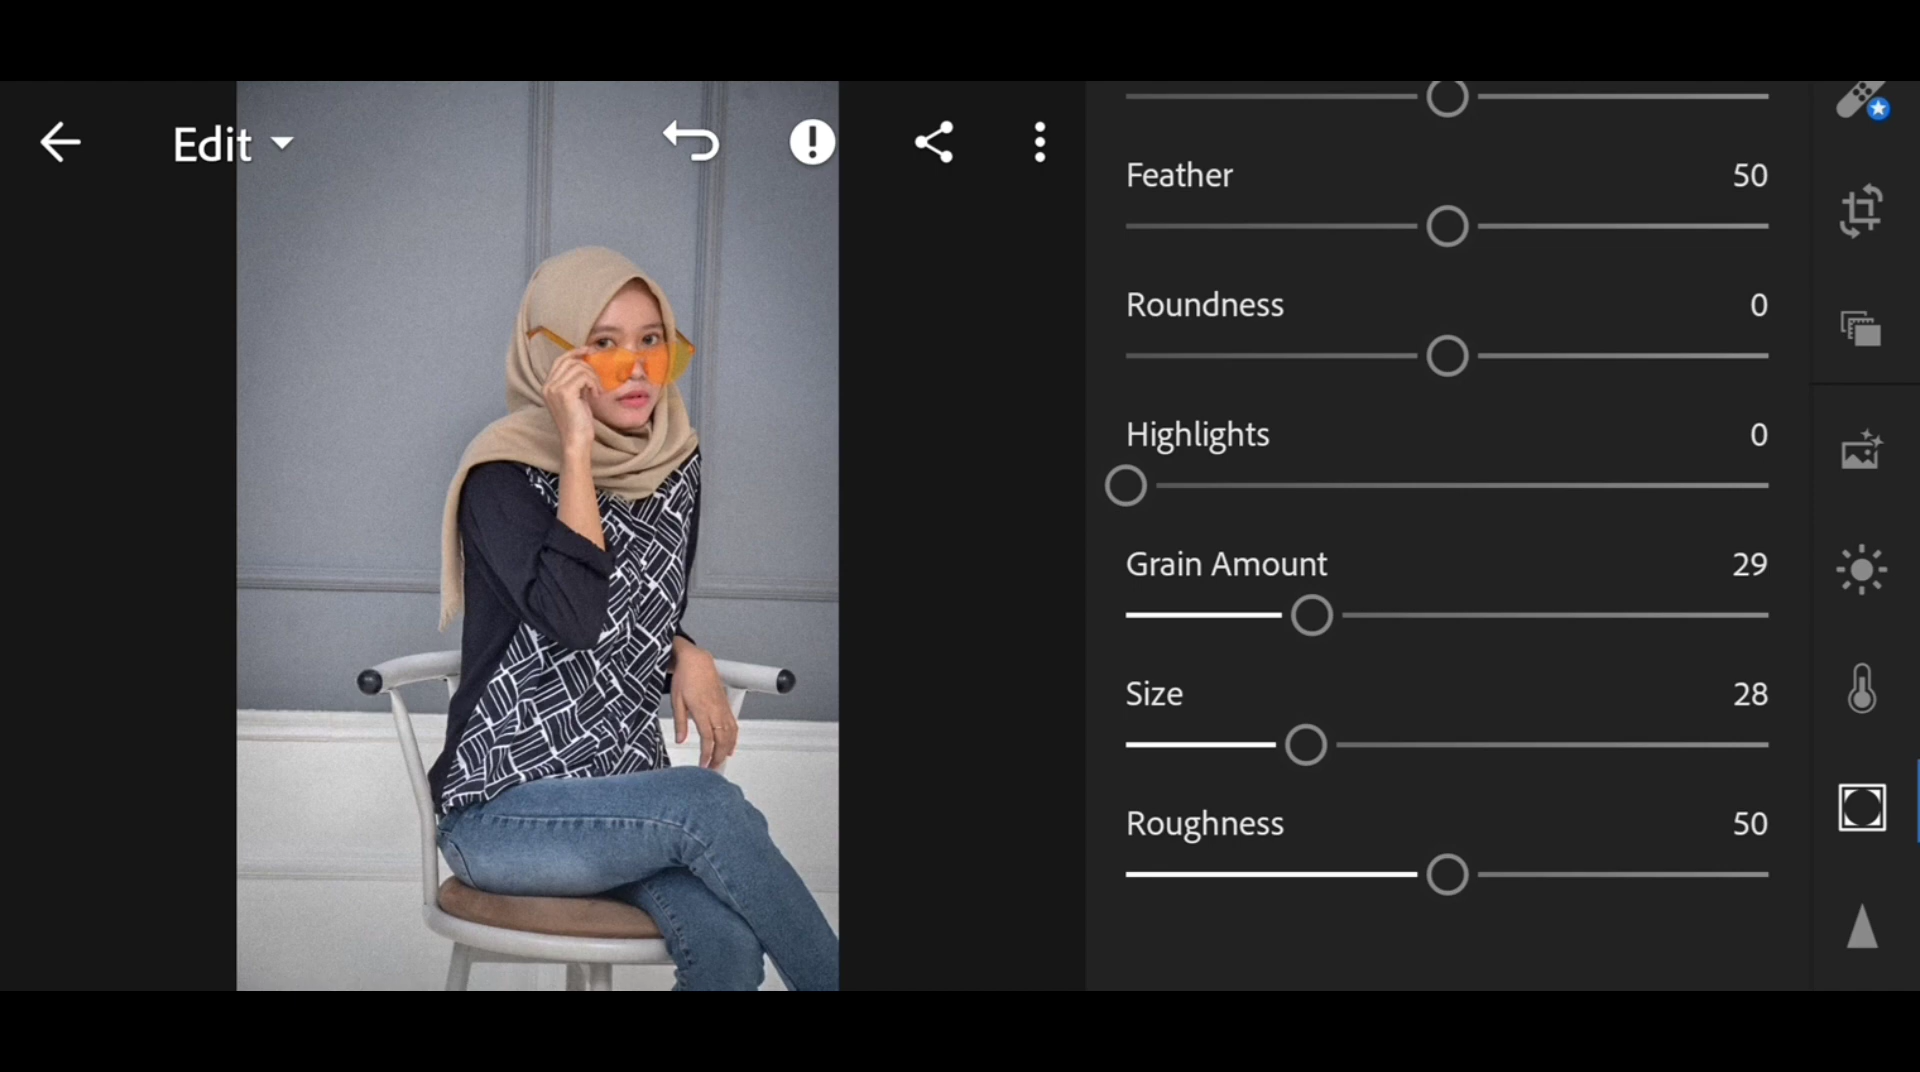 Edit
Feather 50
Roundness 0
Highlights 0
Grain Amount 29
Size 28
Roughness 50